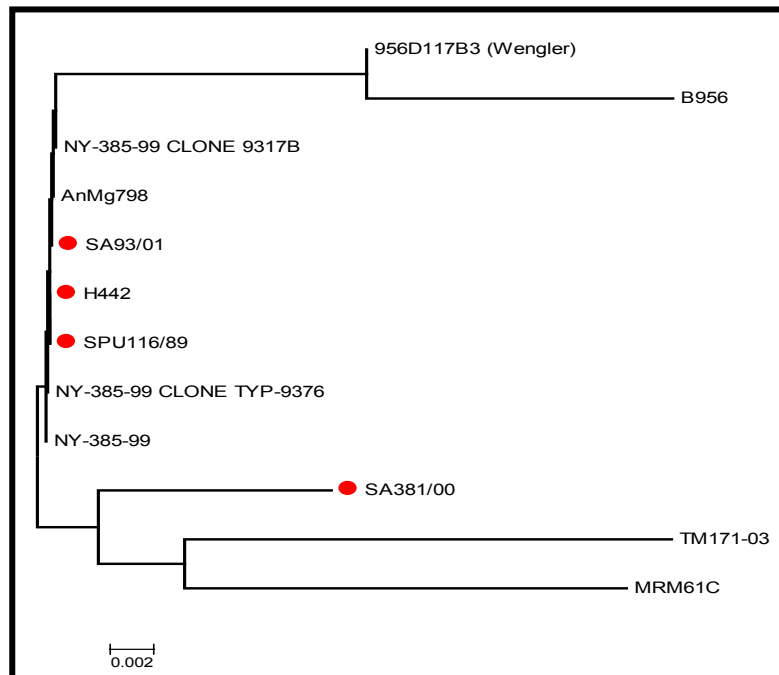 956D117B3 (Wengler)
B956
NY-385-99 CLONE 9317B
AnMg798
SA93/01
H442
SPU116/89
NY-385-99 CLONE TYP-9376
NY-385-99
SA381/00
TM171-03
MRM61C
0.002